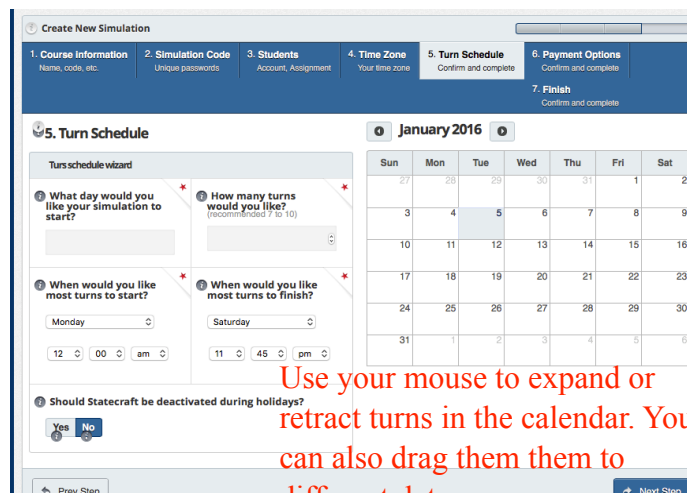 Create New Simulation
1. Course Information
Name, code, etc.
2. Simulation Code
Unique passwords
3. Students
Account, Assignment
4. Time Zone
Your time zone
5. Turn Schedule
Confirm and complete
6. Payment Options
Confirm and complete
7. Finish
Confirm and complete
5. Turn Schedule
Turs schedule wizard
What day would you
like your simulation to
start?
How many turns
would you like?
(recommended 7 to 10)
When would you like
most turns to start?
Monday
12 00 am
When would you like
most turns to finish?
Saturday
11 45 pm
Should Statecraft be deactivated during holidays?
Yes No
January 2016
Sun Mon Tue Wed Thu Fri Sat
27 28 29 30 31 1 2
3 4 5 6 7 8 9
10 11 12 13 14 15 16
17 18 19 20 21 22 23
24 25 26 27 28 29 30
31 1 2 3 4 5 6
Use your mouse to expand or
retract turns in the calendar. You
can also drag them them to
different
Prev Step
Next Step